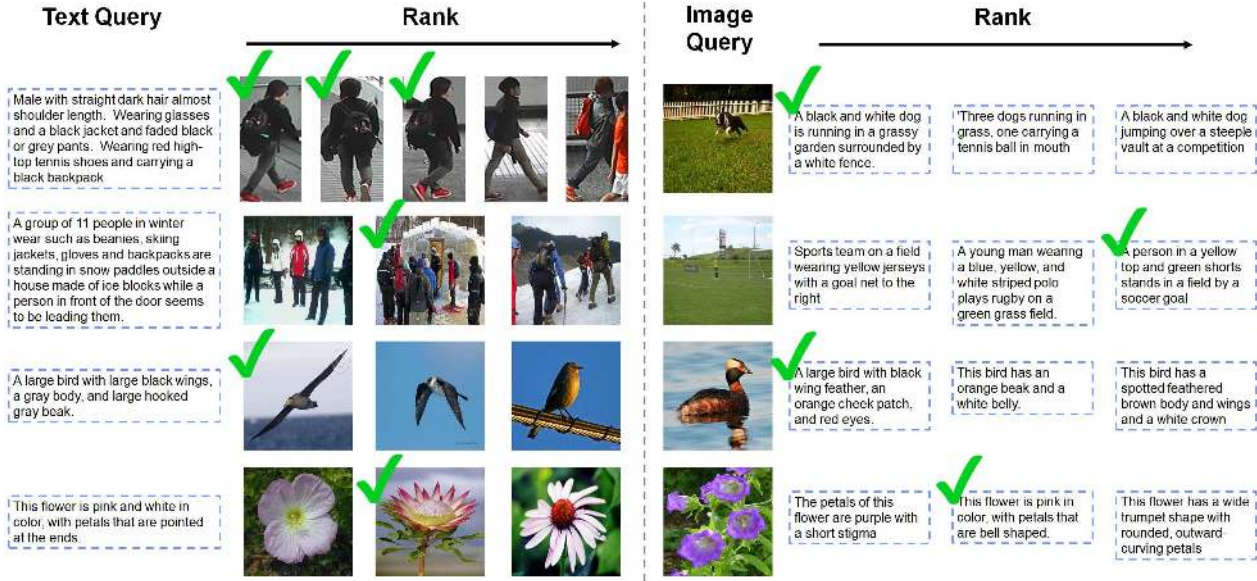 Text Query
Rank
Male with straight dark hair almost
shoulder length. Wearing glasses
and a black jacket and faded black
or grey pants. Wearing red high-
top tennis shoes and carrying a
black backpack
A group of 11 people in winter
wear such as beanies, skiing
jackets, gloves and backpacks are
standing in snow paddles outside a
house made of ice blocks while a
person in front of the door seems
to be leading them.
A large bird with large black wings,
a gray body, and large hooked
gray beak.
This flower is pink and white in
color, with petals that are pointed
at the ends.
Image
Query
Rank
A black and white dog
is running in a grassy
garden surrounded by
a white fence.
'Three dogs running in
grass, one carrying a
tennis ball in mouth
A black and white dog
jumping over a steeple
vault at a competition
Sports team on a field
wearing yellow jerseys
with a goal net to the
right
A young man wearing
a blue, yellow, and
white striped polo
plays rugby on a
green grass field.
A person in a yellow
top and green shorts
stands in a field by a
soccer goal
A large bird with black
wing feather, an
orange cheek patch,
and red eyes.
This bird has an
orange beak and a
white belly.
This bird has a
spotted feathered
brown body and wings
and a white crown
The petals of this
flower are purple with
a short stigma
This flower is pink in
color, with petals that
are bell shaped.
This flower has a wide
trumpet shape with
rounded, outward-
curving petals